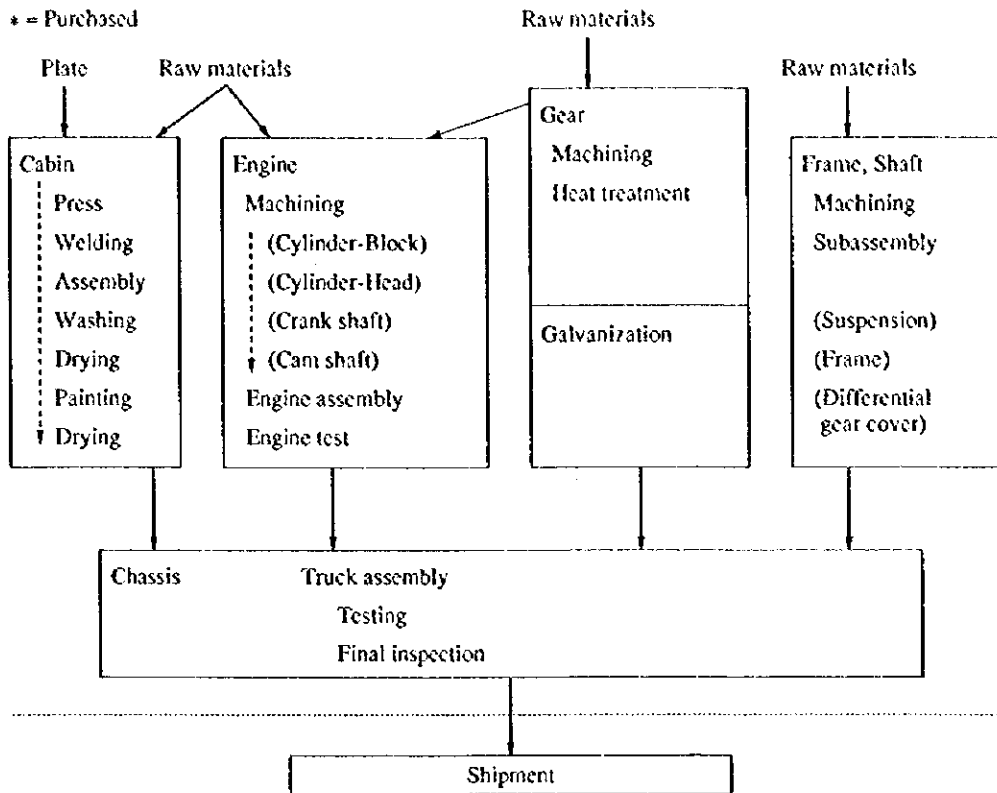 * = Purchased
Raw materials
Plate
Raw materials
Raw materials
Cabin
Press
Welding
Assembly
Washing
Drying
Painting
Drying
Engine
Machining
(Cylinder-Block)
(Cylinder-Head)
(Crank shaft)
(Cam shaft)
Engine assembly
Engine test
Gear
Machining
Heat treatment
Galvanization
Frame, Shaft
Machining
Subassembly
(Suspension)
(Frame)
(Differential
gear cover)
Chassis
Truck assembly
Testing
Final inspection
Shipment